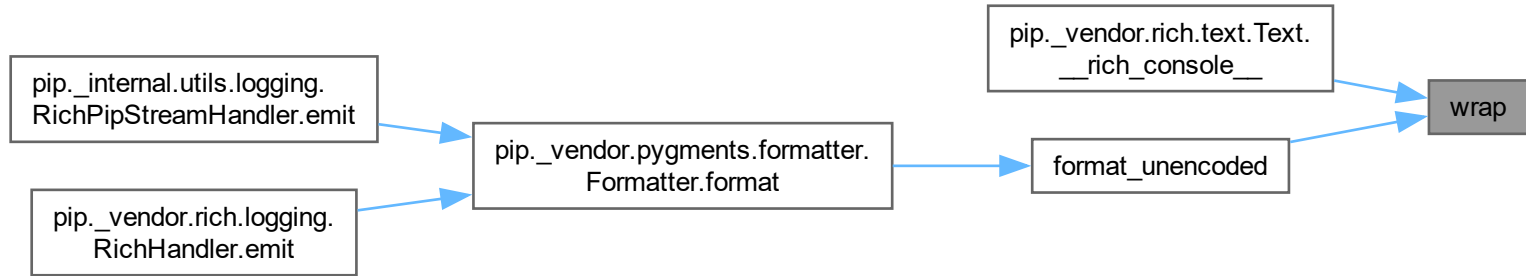 pip._internal.utils.logging.
RichPipStreamHandler.emit
pip._vendor.rich.logging.
RichHandler.emit
pip._vendor.pygments.formatter.
Formatter.format
pip._vendor.rich.text.Text.
__rich_console__
format_unencoded
wrap